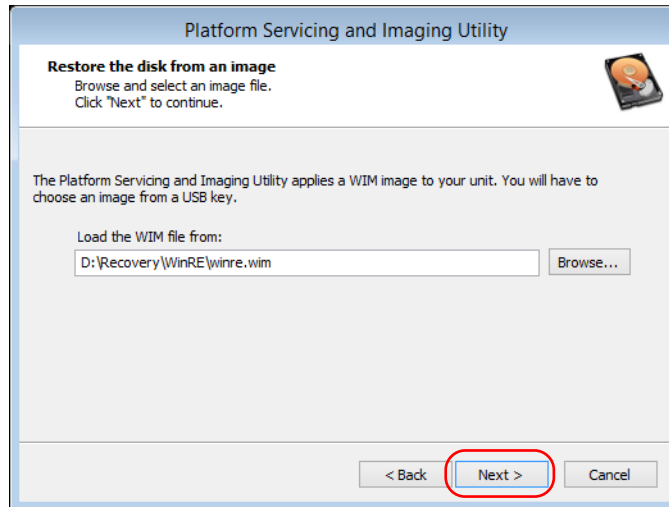 Platform Servicing and Imaging Utility
Restore the disk from an image
Browse and select an image file.
Click "Next" to continue.
The Platform Servicing and Imaging Utility applies a WIM image to your unit. You will have to
choose an image from a USB key.
Load the WIM file from:
D:\Recovery\WinRE\winre.wim
Browse...
< Back
Next >
Cancel